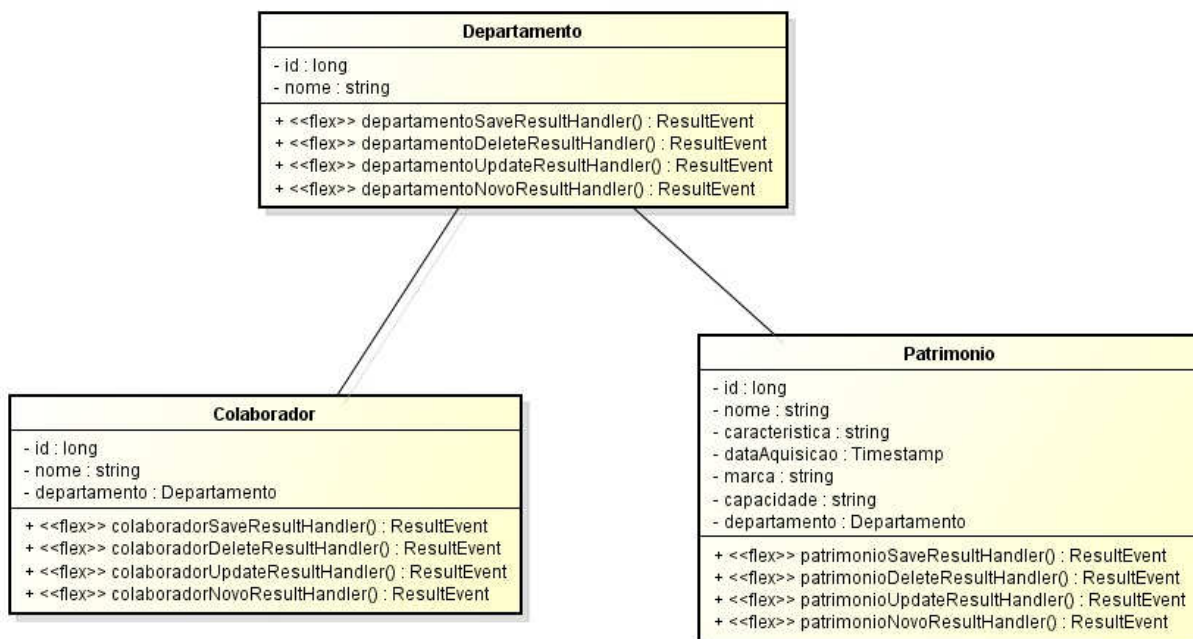 Departamento
- id : long
- nome : string
+ <<flex>> departamentoSaveResultHandler() : ResultEvent
+ <<flex>> departamentoDeleteResultHandler() : ResultEvent
+ <<flex>> departamentoUpdateResultHandler() : ResultEvent
+ <<flex>> departamentoNovoResultHandler() : ResultEvent
Colaborador
- id : long
- nome : string
- departamento : Departamento
+ <<flex>> colaboradorSaveResultHandler() : ResultEvent
+ <<flex>> colaboradorDeleteResultHandler() : ResultEvent
+ <<flex>> colaboradorUpdateResultHandler() : ResultEvent
+ <<flex>> colaboradorNovoResultHandler() : ResultEvent
Patrimonio
- id : long
- nome : string
- caracteristica : string
- dataAquisicao : Timestamp
- marca : string
- capacidade : string
- departamento : Departamento
+ <<flex>> patrimonioSaveResultHandler() : ResultEvent
+ <<flex>> patrimonioDeleteResultHandler() : ResultEvent
+ <<flex>> patrimonioUpdateResultHandler() : ResultEvent
+ <<flex>> patrimonioNovoResultHandler() : ResultEvent